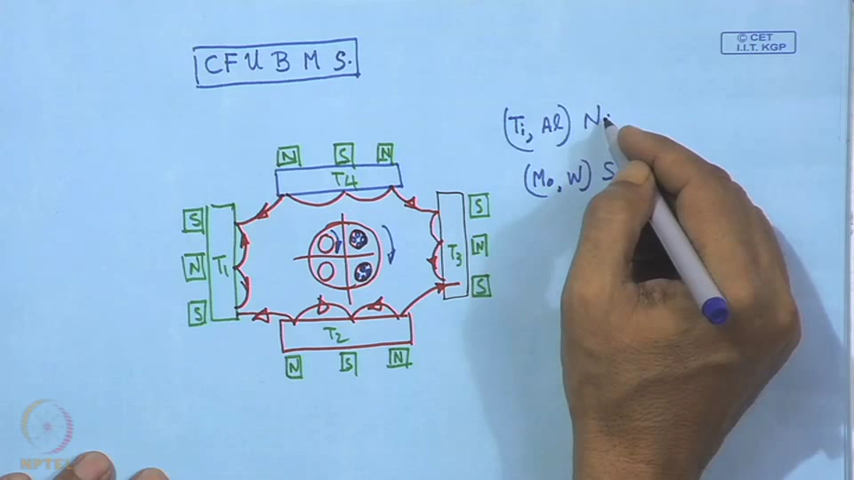 CFUBMS.
© CET
I.I.T. KGP
(Ti, Al) N
(Mo, W) S
N S N
T4
S N S
T1
S N S
T3
T2
N S N
NPTEL